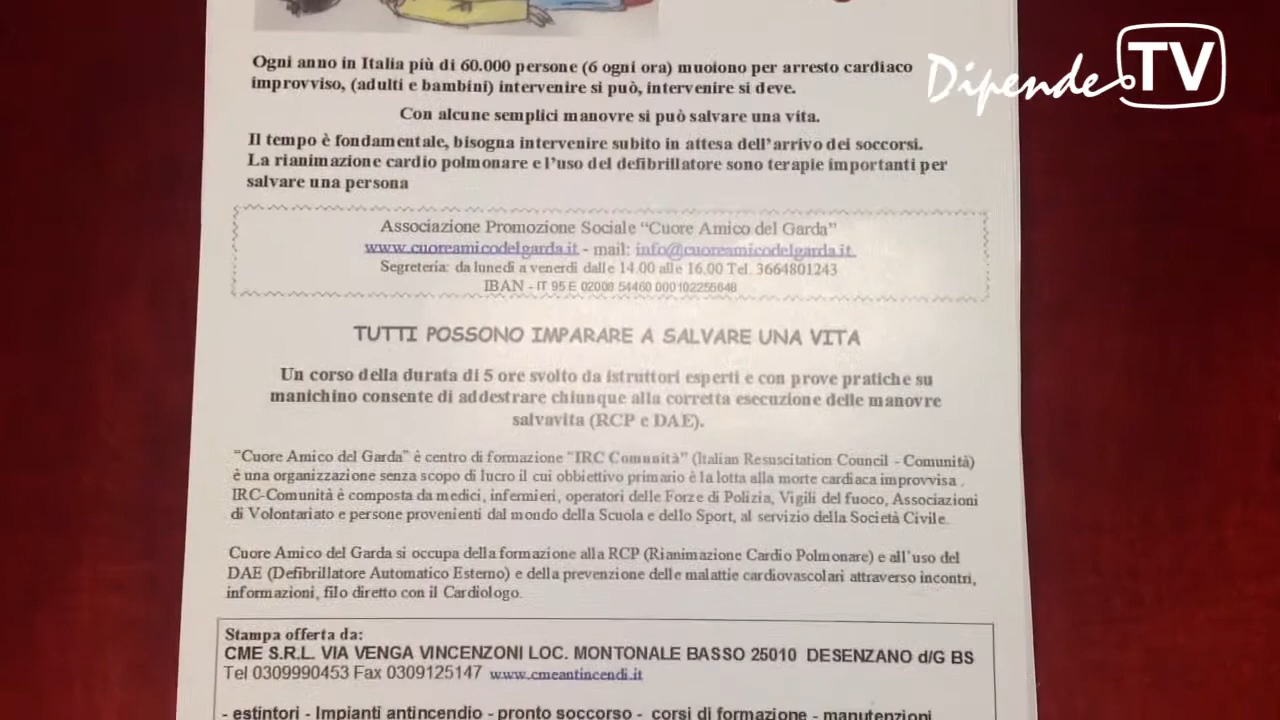 Dipende TV
Ogni anno in Italia più di 60.000 persone (6 ogni ora) muoiono per arresto cardiaco
improvviso, (adulti e bambini) intervenire si può, intervenire si deve.
Con alcune semplici manovre si può salvare una vita.
Il tempo è fondamentale, bisogna intervenire subito in attesa dell'arrivo dei soccorsi.
La rianimazione cardio polmonare e l'uso del defibrillatore sono terapie importanti per
salvare una persona
Associazione Promozione Sociale "Cuore Amico del Garda"
www.cuoreamicodelgarda.it - mail: info@cuoreamicodelgarda.it
Segreteria: da lunedì a venerdì dalle 14.00 alle 16.00 Tel. 3664801243
IBAN - IT 95 E 02008 54460 000102256648
TUTTI POSSONO IMPARARE A SALVARE UNA VITA
Un corso della durata di 5 ore svolto da istruttori esperti e con prove pratiche su
manichino consente di addestrare chiunque alla corretta esecuzione delle manovre
salvavita (RCP e DAE).
"Cuore Amico del Garda" è centro di formazione "IRC Comunità" (Italian Resuscitation Council - Comunità)
è una organizzazione senza scopo di lucro il cui obbiettivo primario è la lotta alla morte cardiaca improvvisa .
IRC-Comunità è composta da medici, infermieri, operatori delle Forze di Polizia, Vigili del fuoco, Associazioni
di Volontariato e persone provenienti dal mondo della Scuola e dello Sport, al servizio della Società Civile.
Cuore Amico del Garda si occupa della formazione alla RCP (Rianimazione Cardio Polmonare) e all'uso del
DAE (Defibrillatore Automatico Esterno) e della prevenzione delle malattie cardiovascolari attraverso incontri,
informazioni, filo diretto con il Cardiologo.
Stampa offerta da:
CME S.R.L. VIA VENGA VINCENZONI LOC. MONTONALE BASSO 25010 DESENZANO d/G BS
Tel 0309990453 Fax 0309125147 www.cmeantincendi.it
- estintori - Impianti antincendio - pronto soccorso - corsi di formazione - manutenzioni